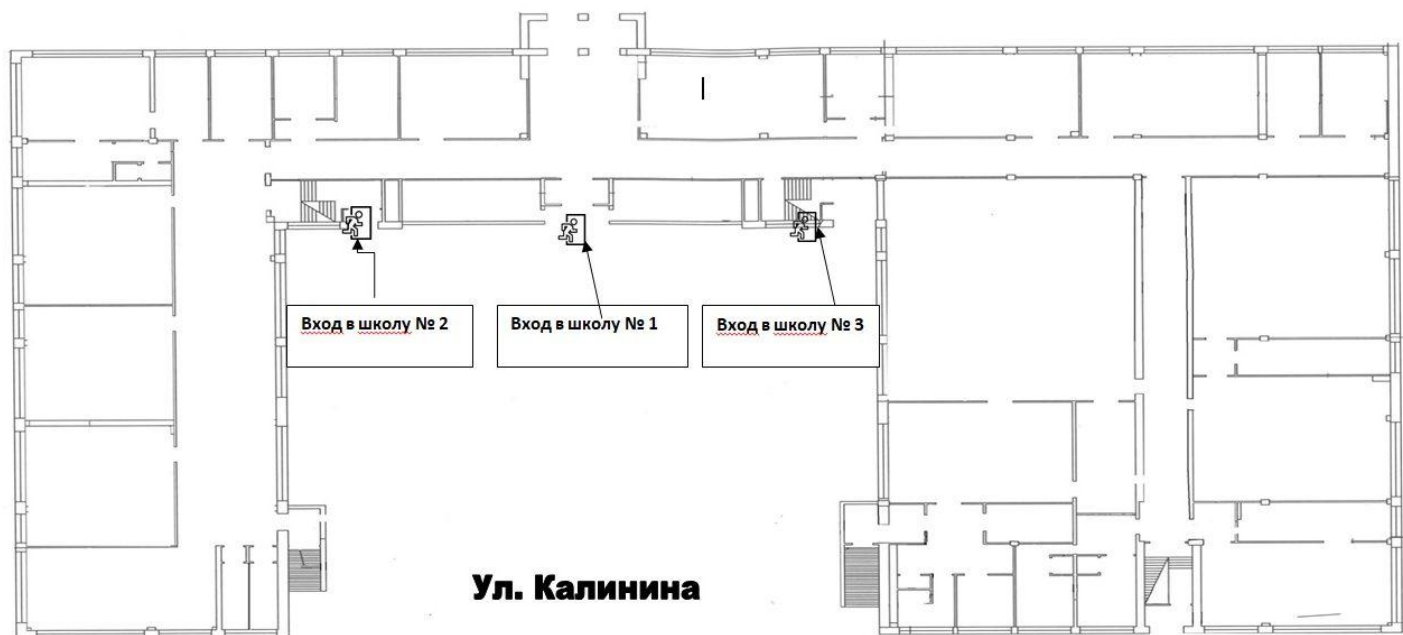 Вход в школу № 2
Вход в школу № 1
Вход в школу № 3
Ул. Калинина